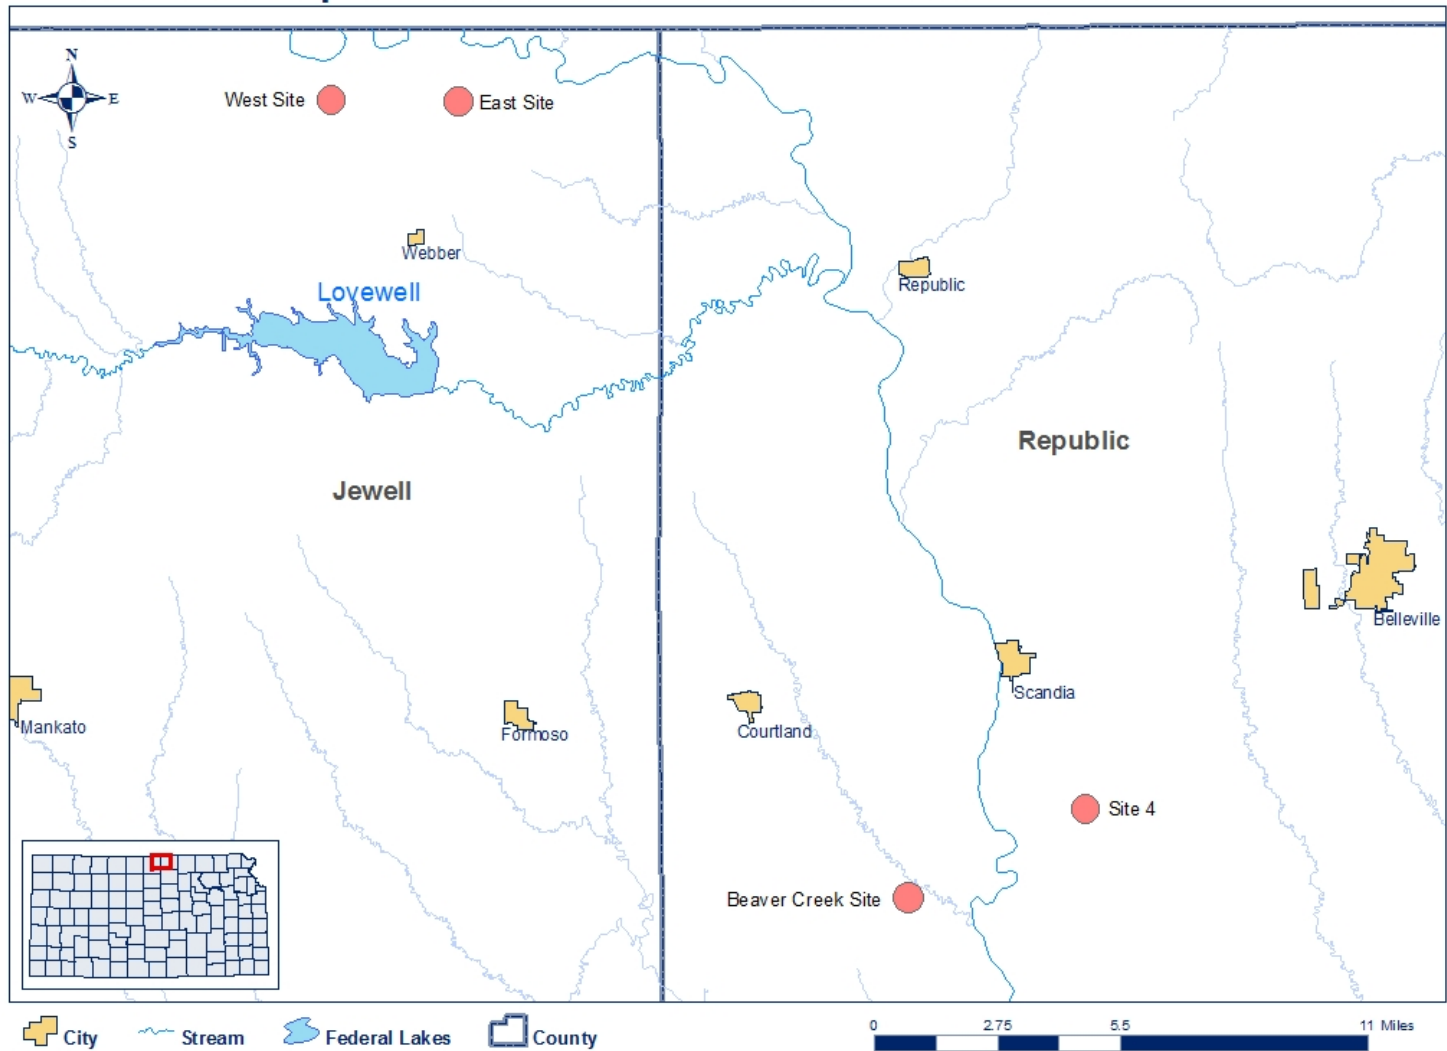 N
W E
S
West Site
East Site
Webber
Lovewell
Republic
Republic
Jewell
Belleville
Scandia
Mankato
Formoso
Courtland
Site 4
Beaver Creek Site
City
Stream
Federal Lakes
County
0 2.75 5.5 11 Miles